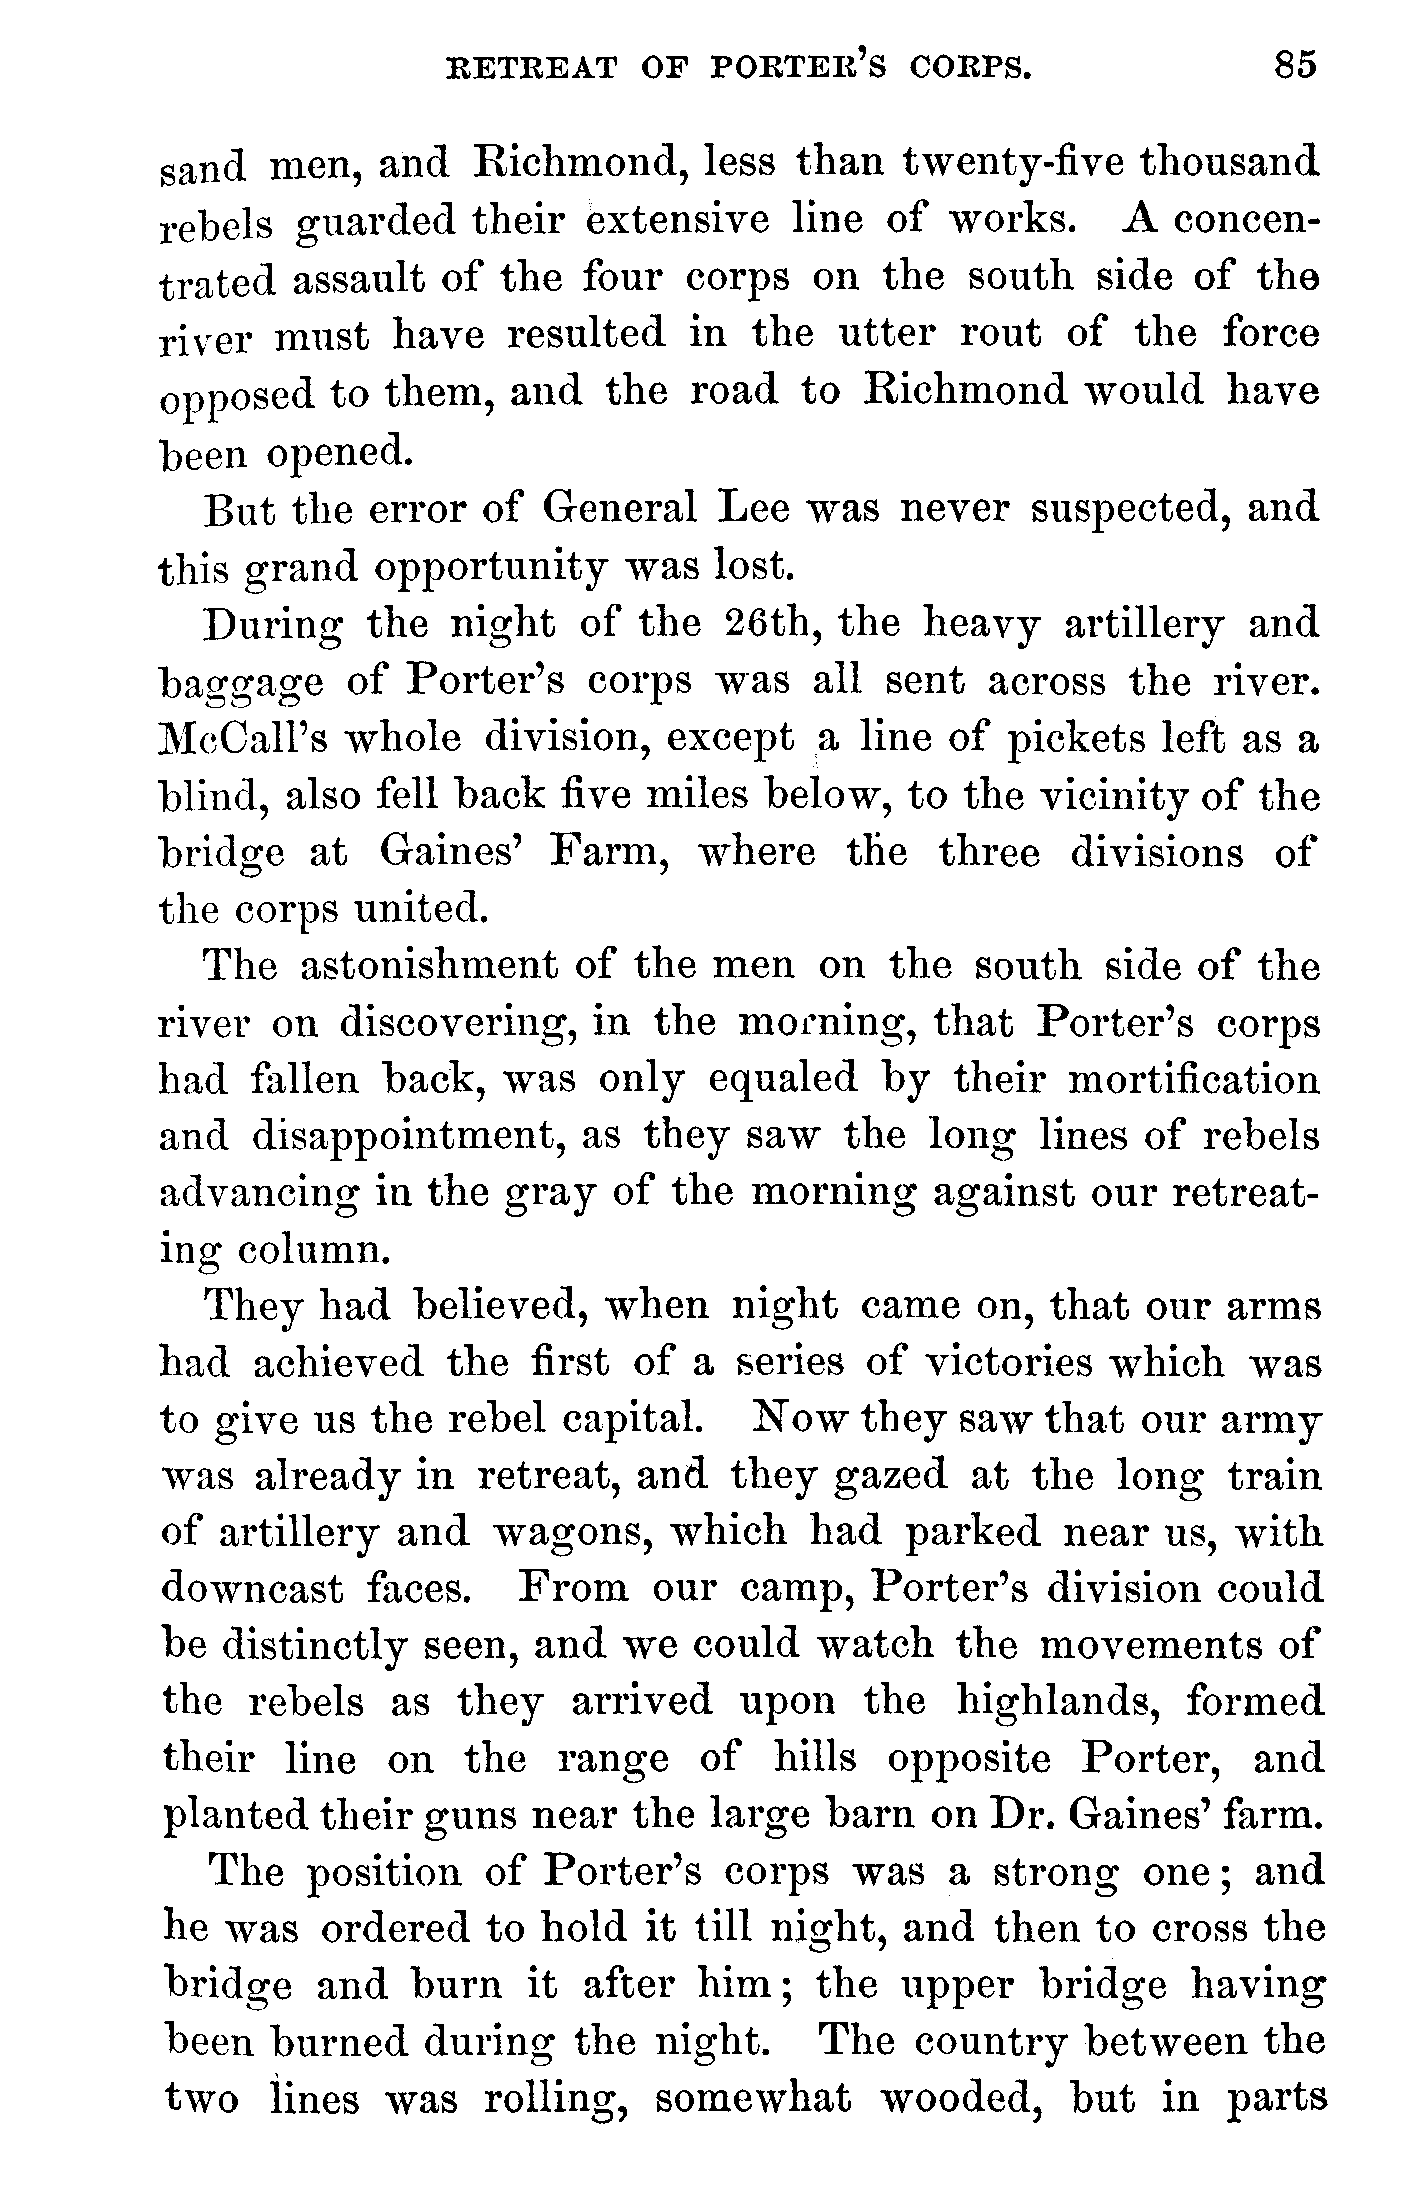 RETREAT OF PORTER'S CORPS. 85
sand men, and Richmond, less than twenty-five thousand
rebels guarded their extensive line of works. A concen-
trated assault of the four corps on the south side of the
river must have resulted in the utter rout of the force
opposed to them, and the road to Richmond would have
been opened.
But the error of General Lee was never suspected, and
this grand opportunity was lost.
During the night of the 26th, the heavy artillery and
baggage of Porter's corps was all sent across the river.
McCall's whole division, except a line of pickets left as a
blind, also fell back five miles below, to the vicinity of the
bridge at Gaines' Farm, where the three divisions of
the corps united.
The astonishment of the men on the south side of the
river on discovering, in the morning, that Porter's corps
had fallen back, was only equaled by their mortification
and disappointment, as they saw the long lines of rebels
advancing in the gray of the morning against our retreat-
ing column.
They had believed, when night came on, that our arms
had achieved the first of a series of victories which was
to give us the rebel capital. Now they saw that our army
was already in retreat, and they gazed at the long train
of artillery and wagons, which had parked near us, with
downcast faces. From our camp, Porter's division could
be distinctly seen, and we could watch the movements of
the rebels as they arrived upon the highlands, formed
their line on the range of hills opposite Porter, and
planted their guns near the large barn on Dr. Gaines' farm.
The position of Porter's corps was a strong one; and
he was ordered to hold it till night, and then to cross the
bridge and burn it after him; the upper bridge having
been burned during the night. The country between the
two lines was rolling, somewhat wooded, but in parts